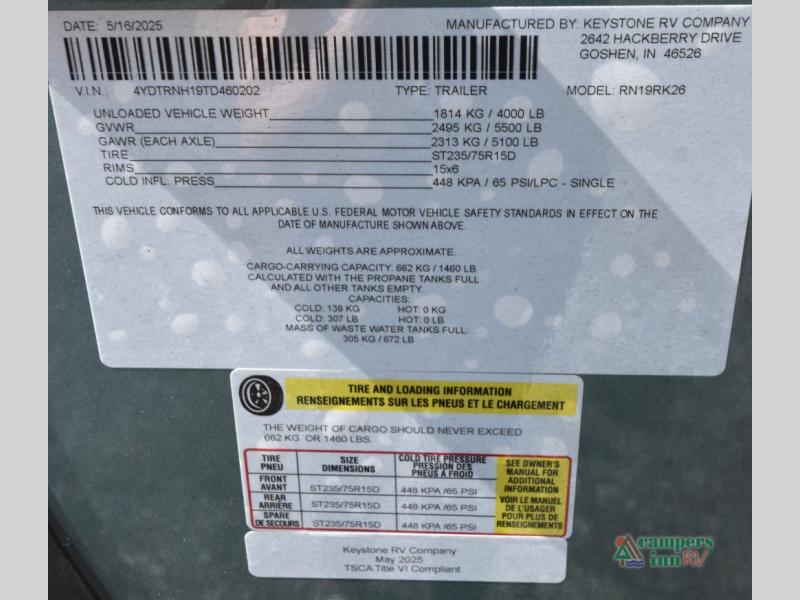 DATE: 5/16/2025 MANUFACTURED BY: KEYSTONE RV COMPANY
2642 HACKBERRY DRIVE
GOSHEN, IN 46526
V.I.N.: 4YDTRNH19TD460202 TYPE: TRAILER MODEL: RN19RK26
UNLOADED VEHICLE WEIGHT 1814 KG / 4000 LB
GVWR 2495 KG / 5500 LB
GAWR (EACH AXLE) 2313 KG / 5100 LB
TIRE ST235/75R15D
RIMS 15x6
COLD INFL. PRESS 448 KPA / 65 PSI/LPC - SINGLE
THIS VEHICLE CONFORMS TO ALL APPLICABLE U.S. FEDERAL MOTOR VEHICLE SAFETY STANDARDS IN EFFECT ON THE
DATE OF MANUFACTURE SHOWN ABOVE.
ALL WEIGHTS ARE APPROXIMATE.
CARGO-CARRYING CAPACITY: 662 KG / 1460 LB
CALCULATED WITH THE PROPANE TANKS FULL
AND ALL OTHER TANKS EMPTY.
CAPACITIES:
COLD: 139 KG HOT: 0 KG
COLD: 307 LB HOT: 0 LB
MASS OF WASTE WATER TANKS FULL:
305 KG / 672 LB
TIRE AND LOADING INFORMATION
RENSEIGNEMENTS SUR LES PNEUS ET LE CHARGEMENT
THE WEIGHT OF CARGO SHOULD NEVER EXCEED
662 KG OR 1460 LBS.
TIRE
PNEU
SIZE
DIMENSIONS
COLD TIRE PRESSURE
PRESSION DES
PNEUS A FROID
SEE OWNER'S
MANUAL FOR
ADDITIONAL
INFORMATION
VOIR LE MANUEL
DE L'USAGER
POUR PLUS DE
RENSEIGNEMENTS
FRONT
AVANT
ST235/75R15D 448 KPA /65 PSI
REAR
ARRIÈRE
ST235/75R15D 448 KPA /65 PSI
SPARE
DE SECOURS
ST235/75R15D 448 KPA /65 PSI
Keystone RV Company
May 2025
TSCA Title VI Compliant
campers
inn RV